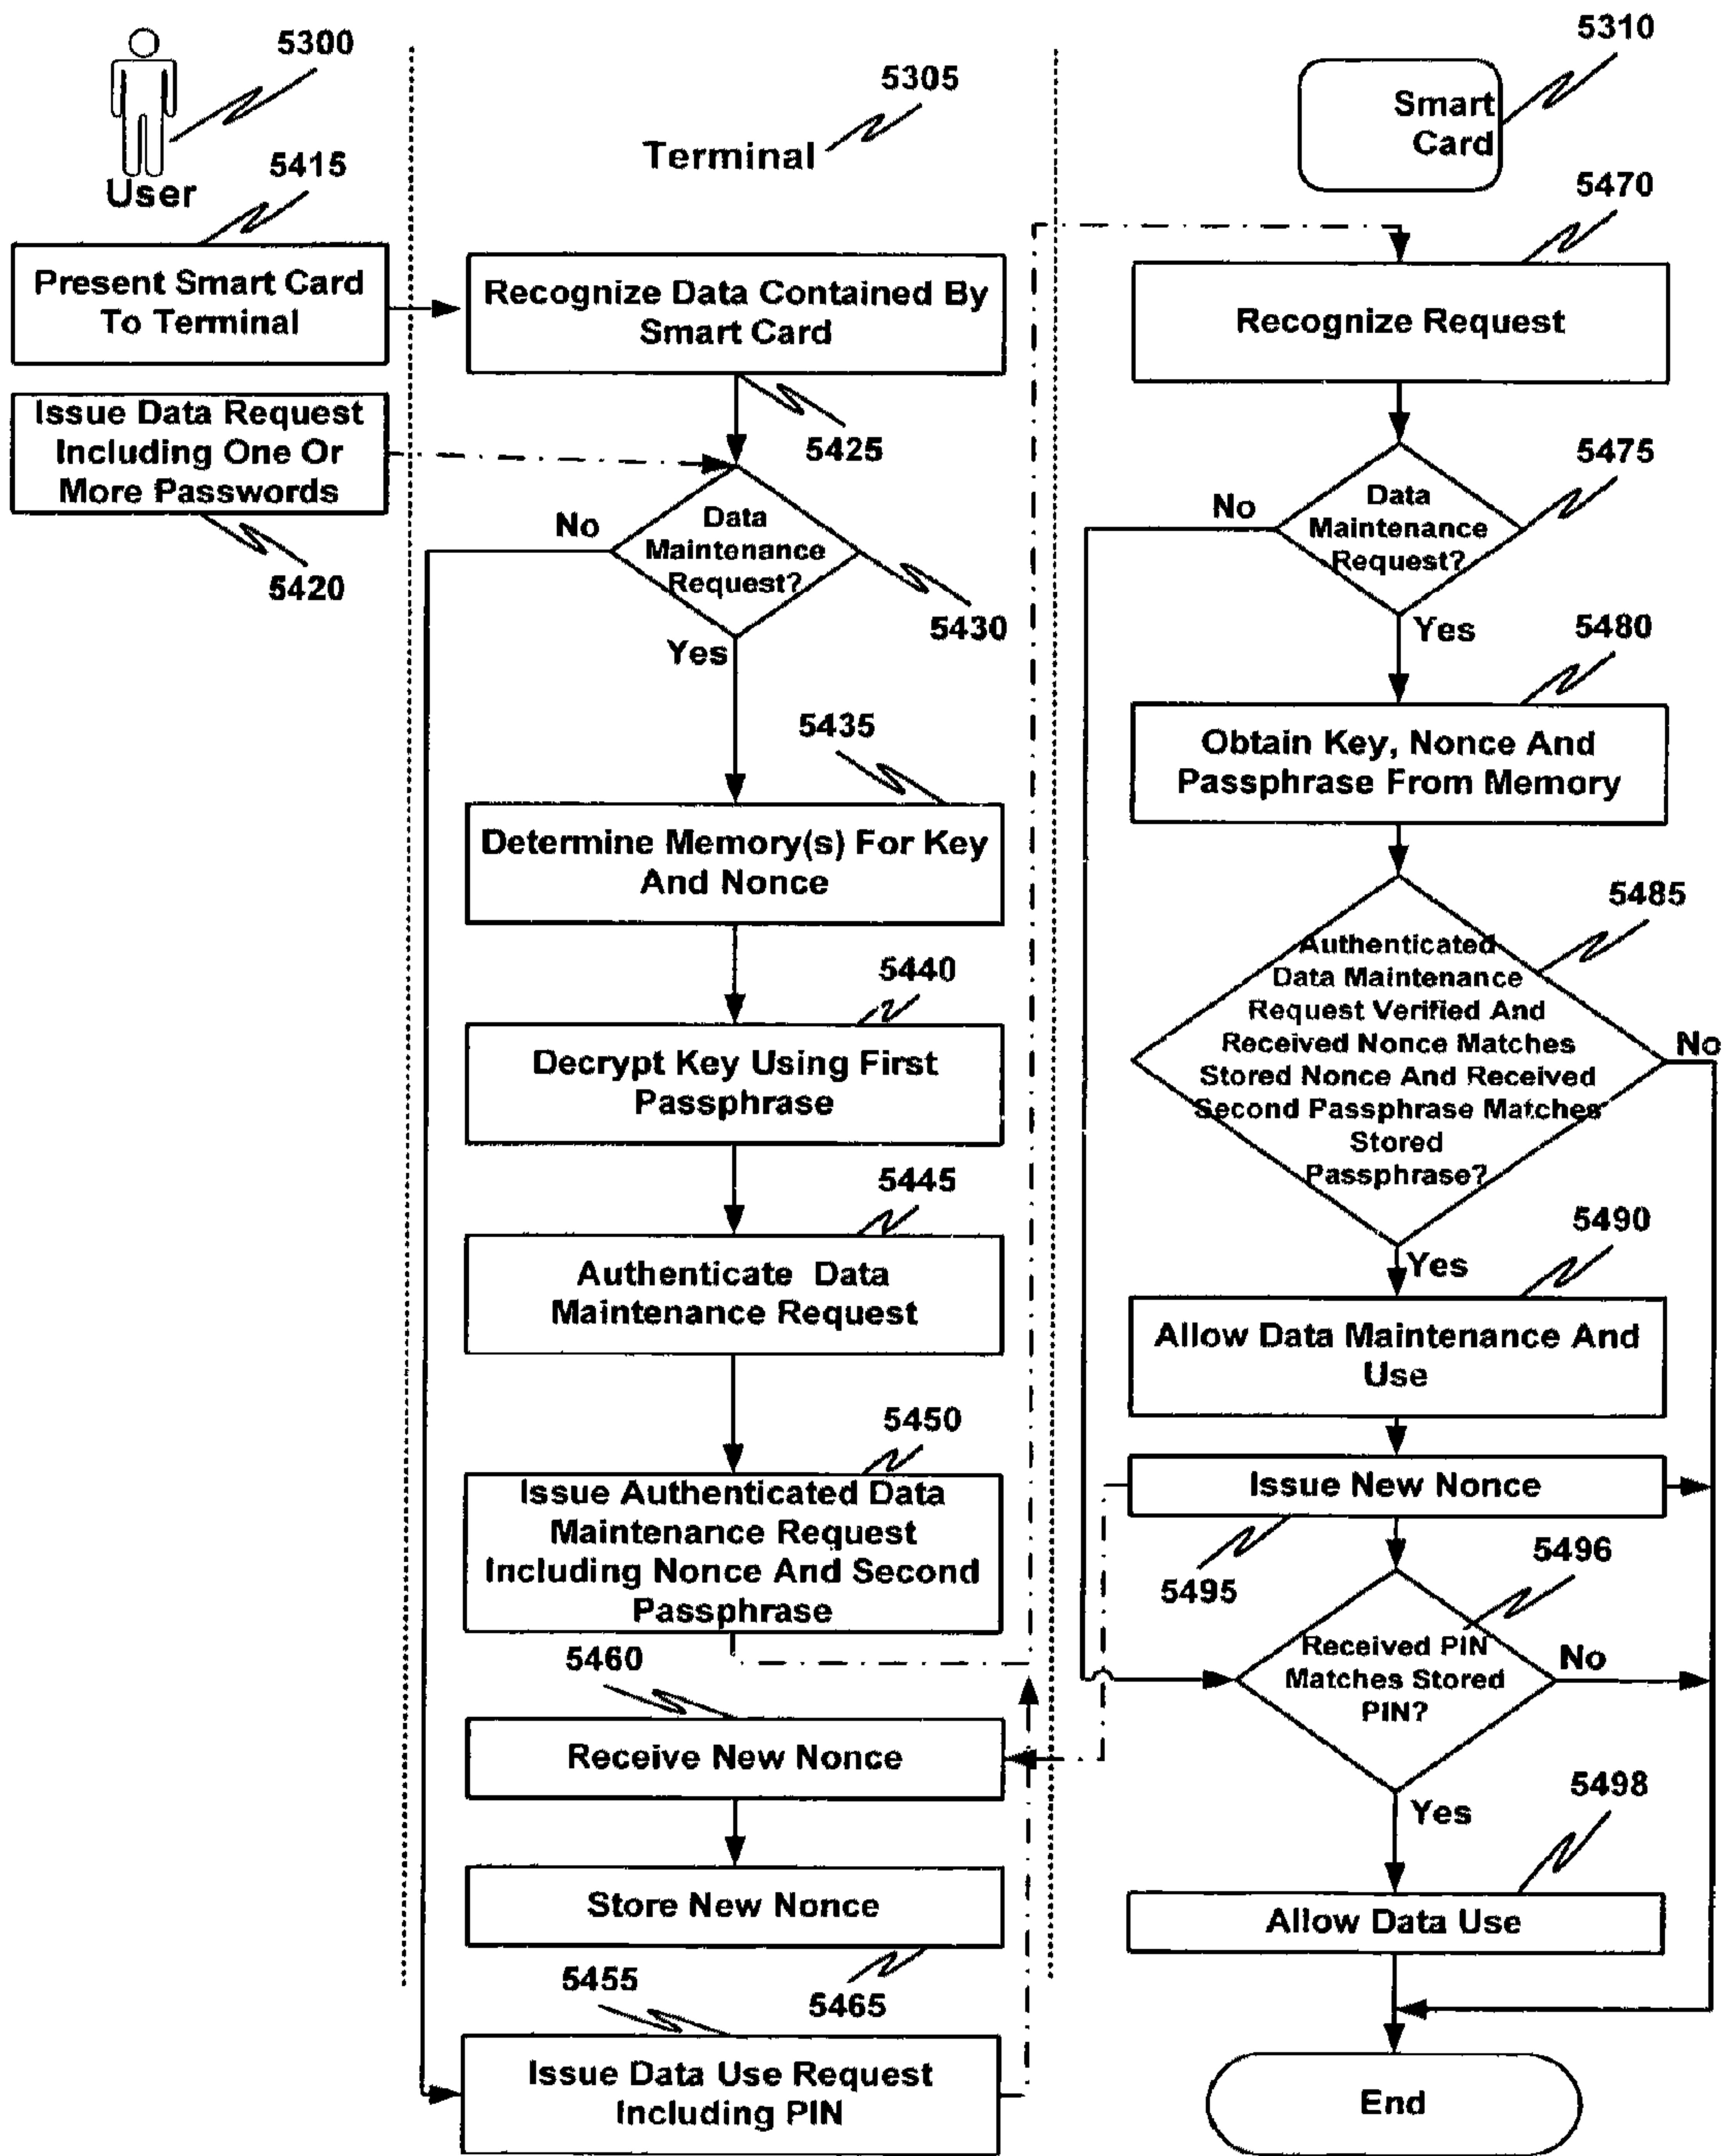 5300
User
5305
Terminal
5310
Smart
Card
5415
Present Smart Card
To Terminal
Issue Data Request
Including One Or
More Passwords
5420
Recognize Data Contained By
Smart Card
5425
Data
Maintenance
Request?
No
Yes
5430
5435
Determine Memory(s) For Key
And Nonce
5440
Decrypt Key Using First
Passphrase
5445
Authenticate Data
Maintenance Request
5450
Issue Authenticated Data
Maintenance Request
Including Nonce And Second
Passphrase
5460
Receive New Nonce
Store New Nonce
5465
5455
Issue Data Use Request
Including PIN
5470
Recognize Request
5475
Data
Maintenance
Request?
No
Yes
5480
Obtain Key, Nonce And
Passphrase From Memory
5485
Authenticated
Data Maintenance
Request Verified And
Received Nonce Matches
Stored Nonce And Received
Second Passphrase Matches
Stored
Passphrase?
No
Yes
5490
Allow Data Maintenance And
Use
Issue New Nonce
5495
5496
Received PIN
Matches Stored
PIN?
No
Yes
5498
Allow Data Use
End